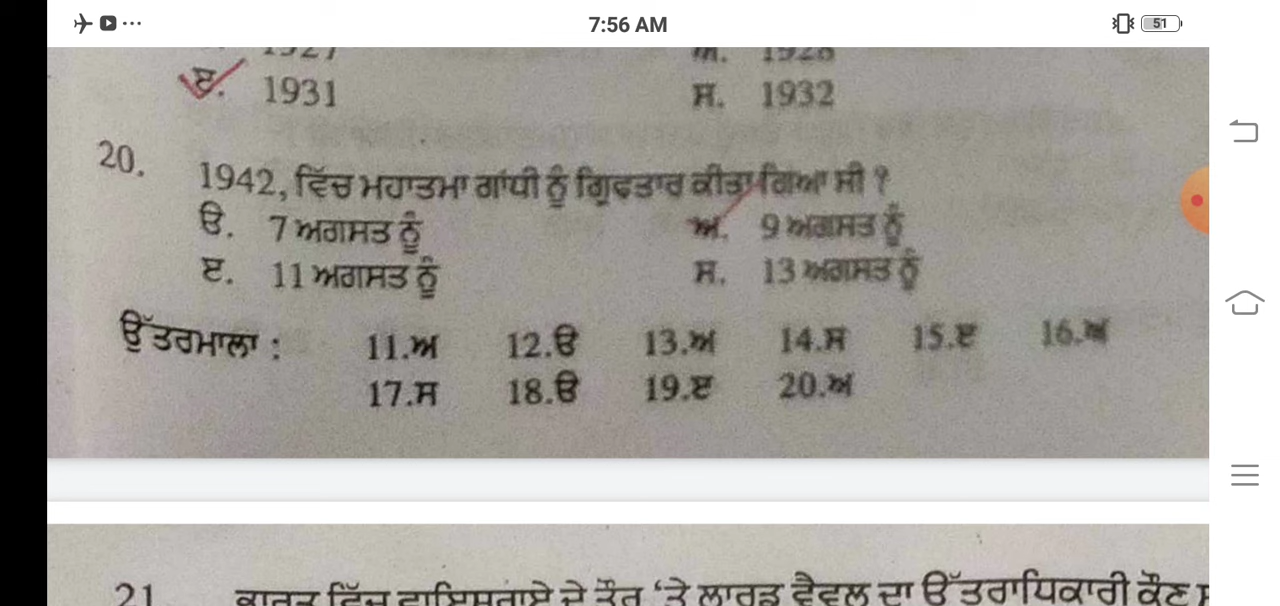 7:56 AM
51
ੲ. 1931 ਸ. 1932
20. 1942, ਵਿੱਚ ਮਹਾਤਮਾ ਗਾਂਧੀ ਨੂੰ ਗ੍ਰਿਫਤਾਰ ਕੀਤਾ ਗਿਆ ਸੀ ?
ੳ. 7 ਅਗਸਤ ਨੂੰ ਅ. 9 ਅਗਸਤ ਨੂੰ
ੲ. 11 ਅਗਸਤ ਨੂੰ ਸ. 13 ਅਗਸਤ ਨੂੰ
ਉੱਤਰਮਾਲਾ : 11.ਅ 12.ੳ 13.ਅ 14.ਸ 15.ੲ 16.ਅ
17.ਸ 18.ੳ 19.ੲ 20.ਅ
21 ਭਾਰਤ ਵਿੱਚ ਵਾਇਸਰਾਏ ਦੇ ਤੌਰ ‘ਤੇ ਲਾਰਡ ਵੈਵਲ ਦਾ ਉੱਤਰਾਧਿਕਾਰੀ ਕੌਣ